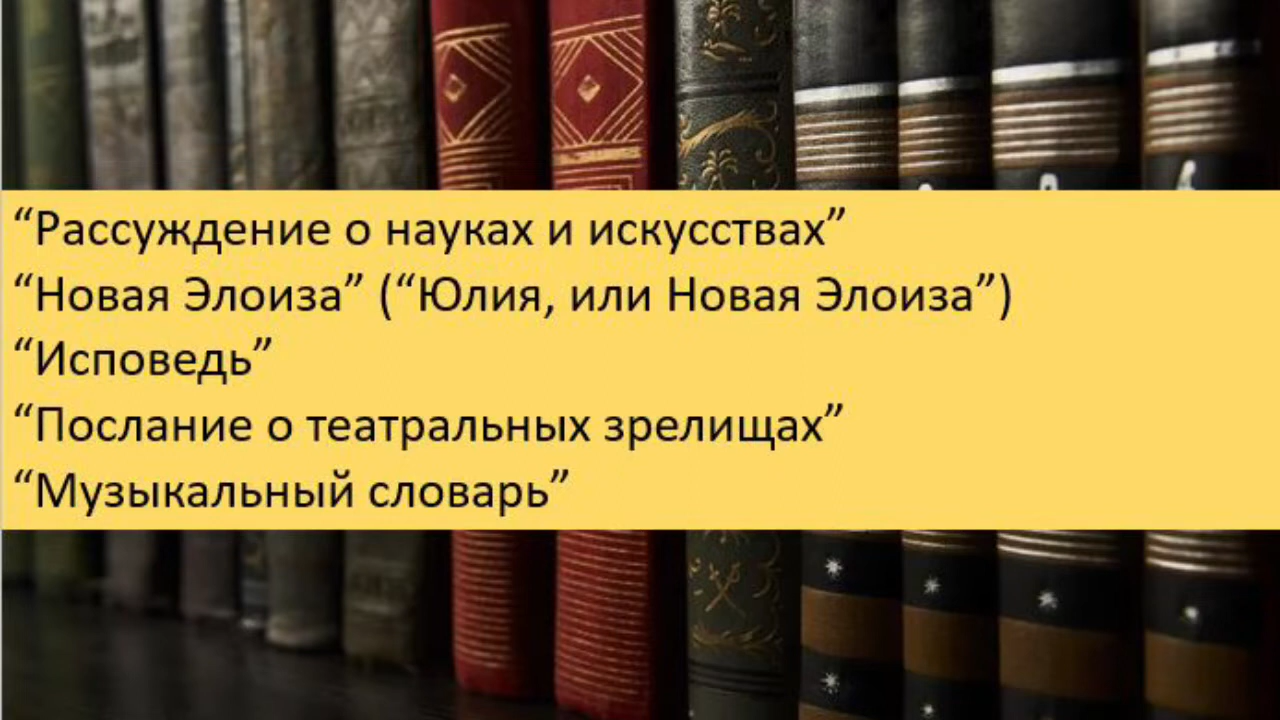 “Рассуждение о науках и искусствах”
“Новая Элоиза” (“Юлия, или Новая Элоиза”)
“Исповедь”
“Послание о театральных зрелищах”
“Музыкальный словарь”